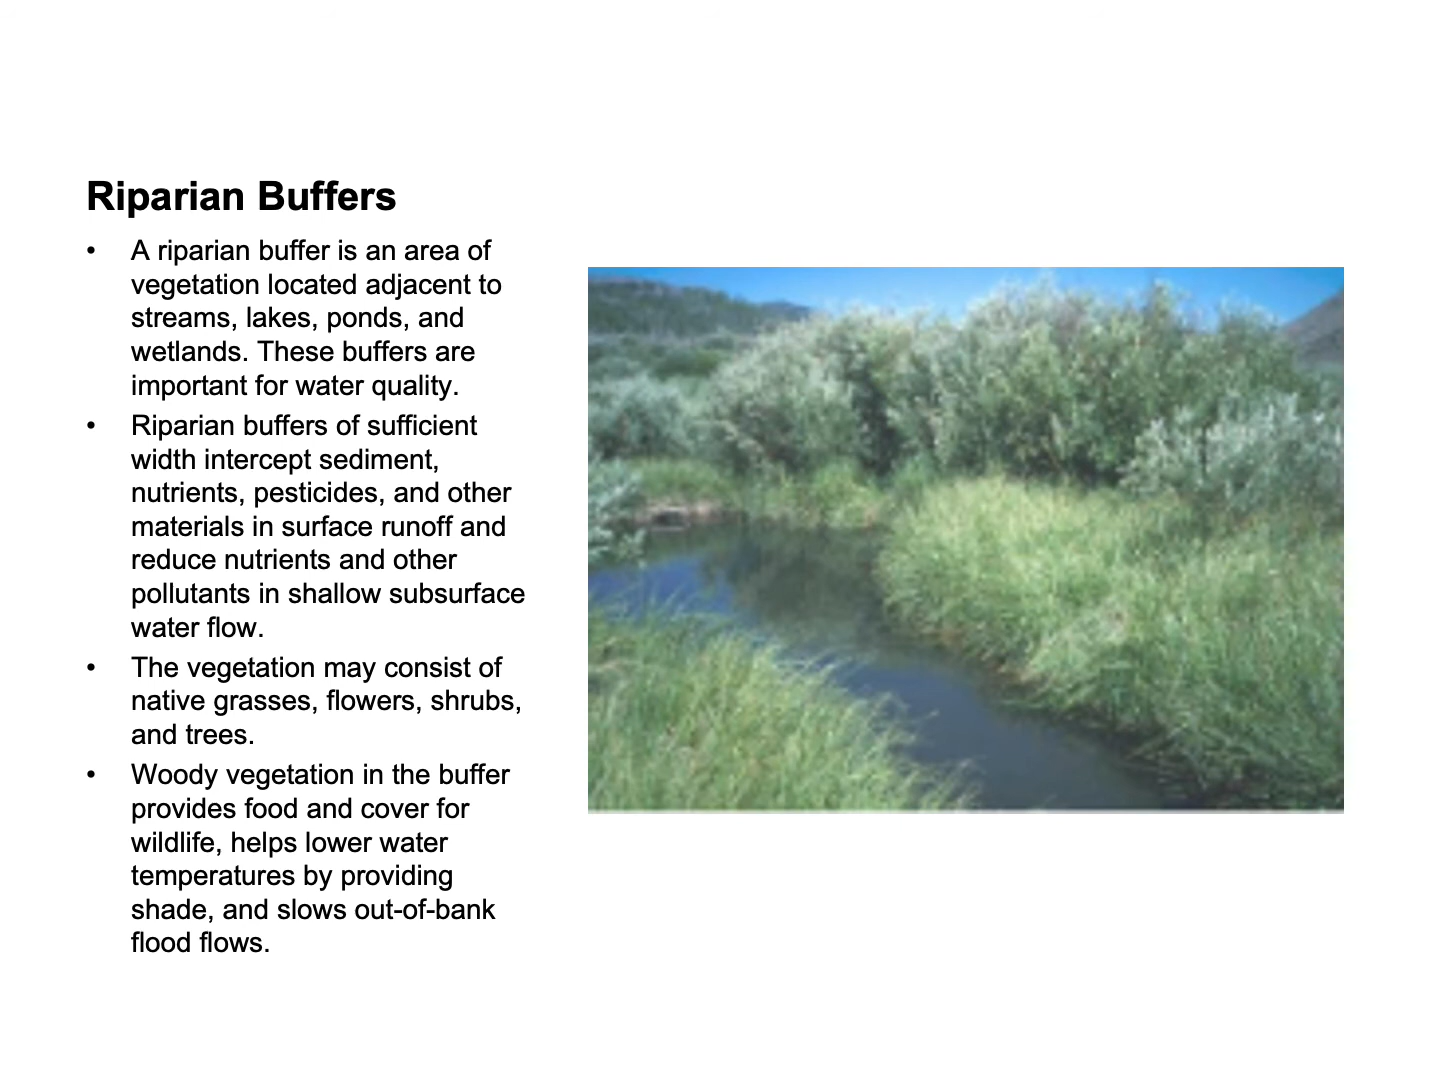 Riparian Buffers
• A riparian buffer is an area of
vegetation located adjacent to
streams, lakes, ponds, and
wetlands. These buffers are
important for water quality.
• Riparian buffers of sufficient
width intercept sediment,
nutrients, pesticides, and other
materials in surface runoff and
reduce nutrients and other
pollutants in shallow subsurface
water flow.
• The vegetation may consist of
native grasses, flowers, shrubs,
and trees.
• Woody vegetation in the buffer
provides food and cover for
wildlife, helps lower water
temperatures by providing
shade, and slows out-of-bank
flood flows.